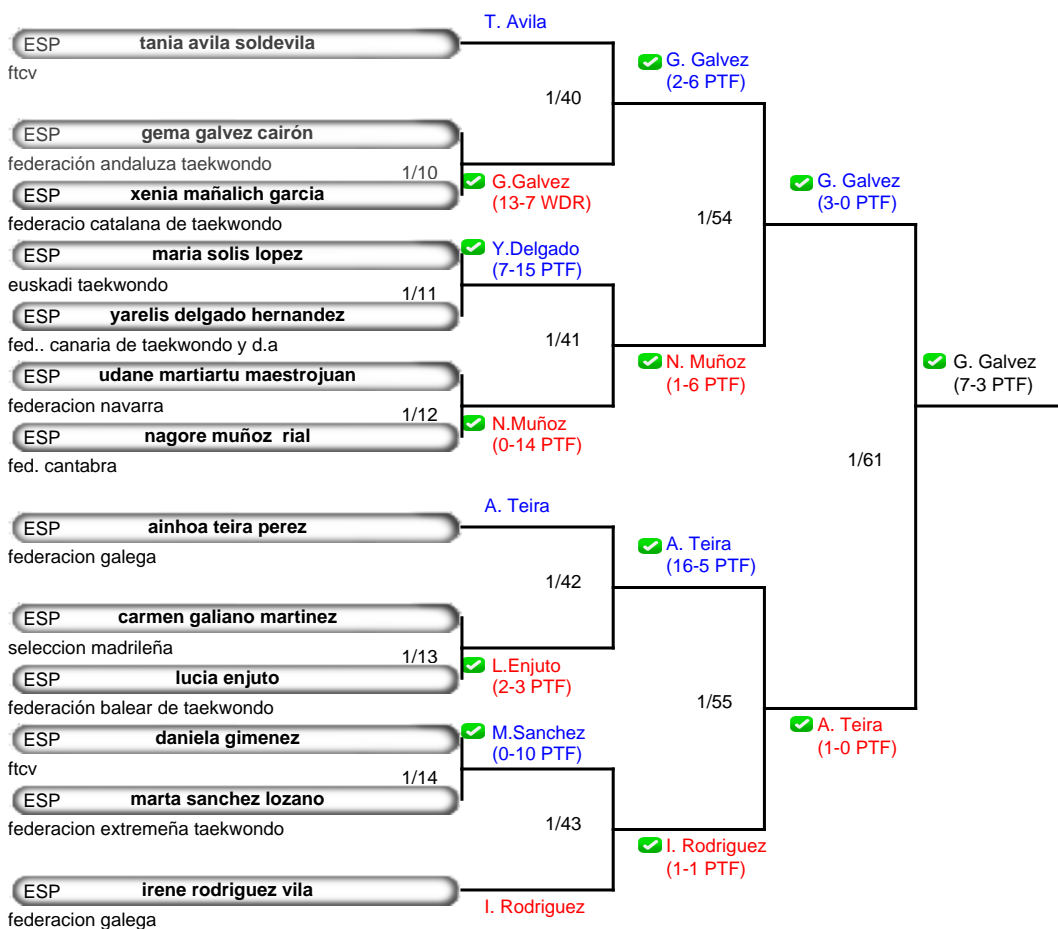 T. Avila
ESP tania avila soldevila
ftcv
G. Galvez
(2-6 PTF)
1/40
ESP gema galvez cairón
federación andaluza taekwondo
1/10
G.Galvez
(13-7 WDR)
ESP xenia mañalich garcia
federacio catalana de taekwondo
G. Galvez
(3-0 PTF)
1/54
ESP maria solis lopez
euskadi taekwondo
Y.Delgado
(7-15 PTF)
1/11
ESP yarelis delgado hernandez
fed.. canaria de taekwondo y d.a
1/41
N. Muñoz
(1-6 PTF)
ESP udane martiartu maestrojuan
federacion navarra
G. Galvez
(7-3 PTF)
1/12
N.Muñoz
(0-14 PTF)
ESP nagore muñoz rial
fed. cantabra
1/61
A. Teira
ESP ainhoa teira perez
federacion galega
A. Teira
(16-5 PTF)
1/42
ESP carmen galiano martinez
seleccion madrileña
1/13
L.Enjuto
(2-3 PTF)
ESP lucia enjuto
federación balear de taekwondo
1/55
A. Teira
(1-0 PTF)
ESP daniela gimenez
ftcv
M.Sanchez
(0-10 PTF)
1/14
ESP marta sanchez lozano
federacion extremeña taekwondo
1/43
I. Rodriguez
(1-1 PTF)
ESP irene rodriguez vila
federacion galega
I. Rodriguez